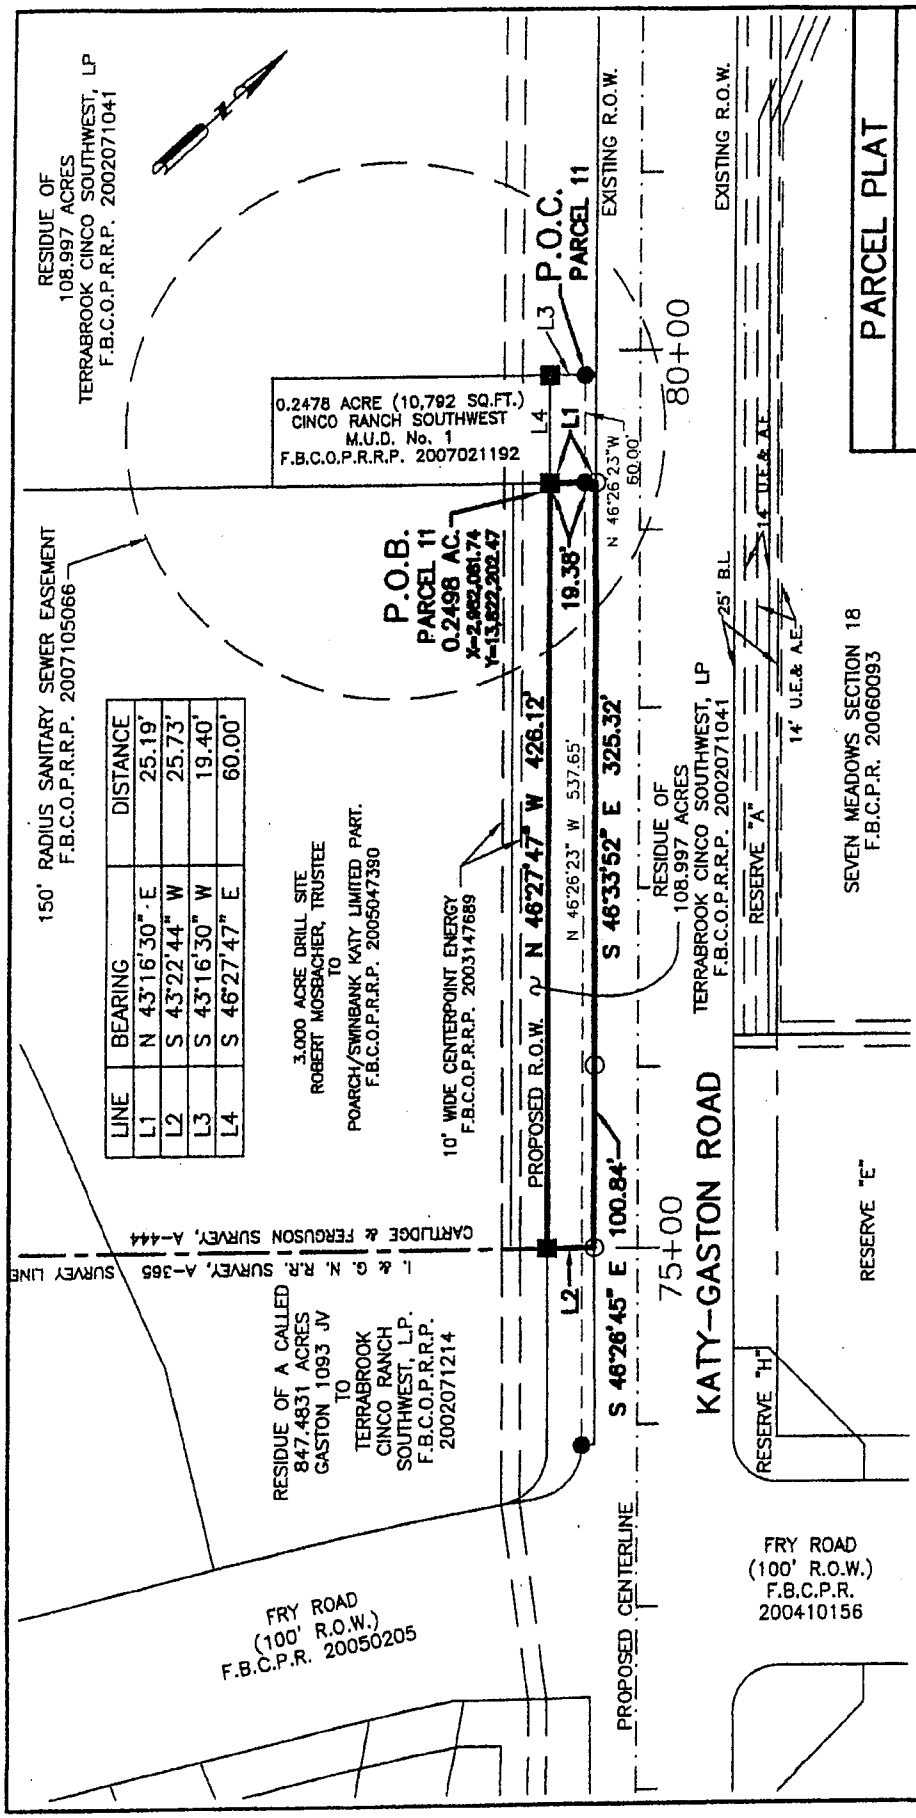 RESIDUE OF
108.997 ACRES
TERRABROOK CINCO SOUTHWEST, LP
F.B.C.O.P.R.R.P. 2002071041
N
150' RADIUS SANITARY SEWER EASEMENT
F.B.C.O.P.R.R.P. 2007105066
0.2478 ACRE (10,792 SQ.FT.)
CINCO RANCH SOUTHWEST
M.U.D. No. 1
F.B.C.O.P.R.R.P. 2007021192
LINE BEARING DISTANCE
L1 N 43°16'30" E 25.19'
L2 S 43°22'44" W 25.73'
L3 S 43°16'30" W 19.40'
L4 S 46°27'47" E 60.00'
P.O.C.
PARCEL 11
L3
L4
L1
P.O.B.
PARCEL 11
0.2498 AC.
X=2,982,081.74
Y=13,822,202.47
19.38'
N 46°26'23"W
60.00'
EXISTING R.O.W.
EXISTING R.O.W.
80+00
3.000 ACRE DRILL SITE
ROBERT MOSBACHER, TRUSTEE
TO
POARCH/SWINBANK KATY LIMITED PART.
F.B.C.O.P.R.R.P. 2005047390
10' WIDE CENTERPOINT ENERGY
F.B.C.O.P.R.R.P. 2003147689
PROPOSED R.O.W.
N 46°27'47" W 426.12'
N 46°26'23" W 537.65'
S 46°33'52" E 325.32'
RESIDUE OF
108.997 ACRES
TERRABROOK CINCO SOUTHWEST, LP
F.B.C.O.P.R.R.P. 2002071041
CARTLIDGE & FERGUSON SURVEY, A-444
I. & G. N. R.R. SURVEY, A-365
SURVEY LINE
RESIDUE OF A CALLED
847.4831 ACRES
GASTON 1093 JV
TO
TERRABROOK
CINCO RANCH
SOUTHWEST, L.P.
F.B.C.O.P.R.R.P.
2002071214
L2
S 46°26'45" E 100.84'
75+00
KATY-GASTON ROAD
PROPOSED CENTERLINE
FRY ROAD
(100' R.O.W.)
F.B.C.P.R. 20050205
FRY ROAD
(100' R.O.W.)
F.B.C.P.R.
200410156
RESERVE "H"
RESERVE "E"
RESERVE "A"
25' B.L.
14' U.E.& A.E.
14' U.E.& A.E.
SEVEN MEADOWS SECTION 18
F.B.C.P.R. 20060093
PARCEL PLAT